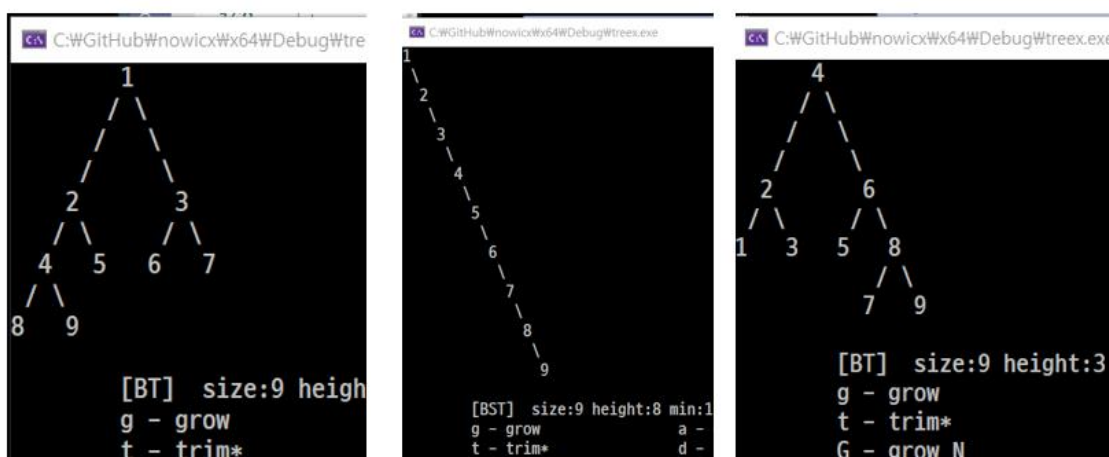 C:₩GitHub₩nowicx₩x64₩Debug₩tre
1
2 3
4 5 6 7
8 9
[BT] size:9 heigh
g - grow
t - trim*
C:₩GitHub₩nowicx₩x64₩Debug₩treex.exe
1
2
3
4
5
6
7
8
9
[BST] size:9 height:8 min:1
g - grow a -
t - trim* d -
C:₩GitHub₩nowicx₩x64₩Debug₩treex.exe
4
2 6
1 3 5 8
7 9
[BT] size:9 height:3
g - grow
t - trim*
G - grow N